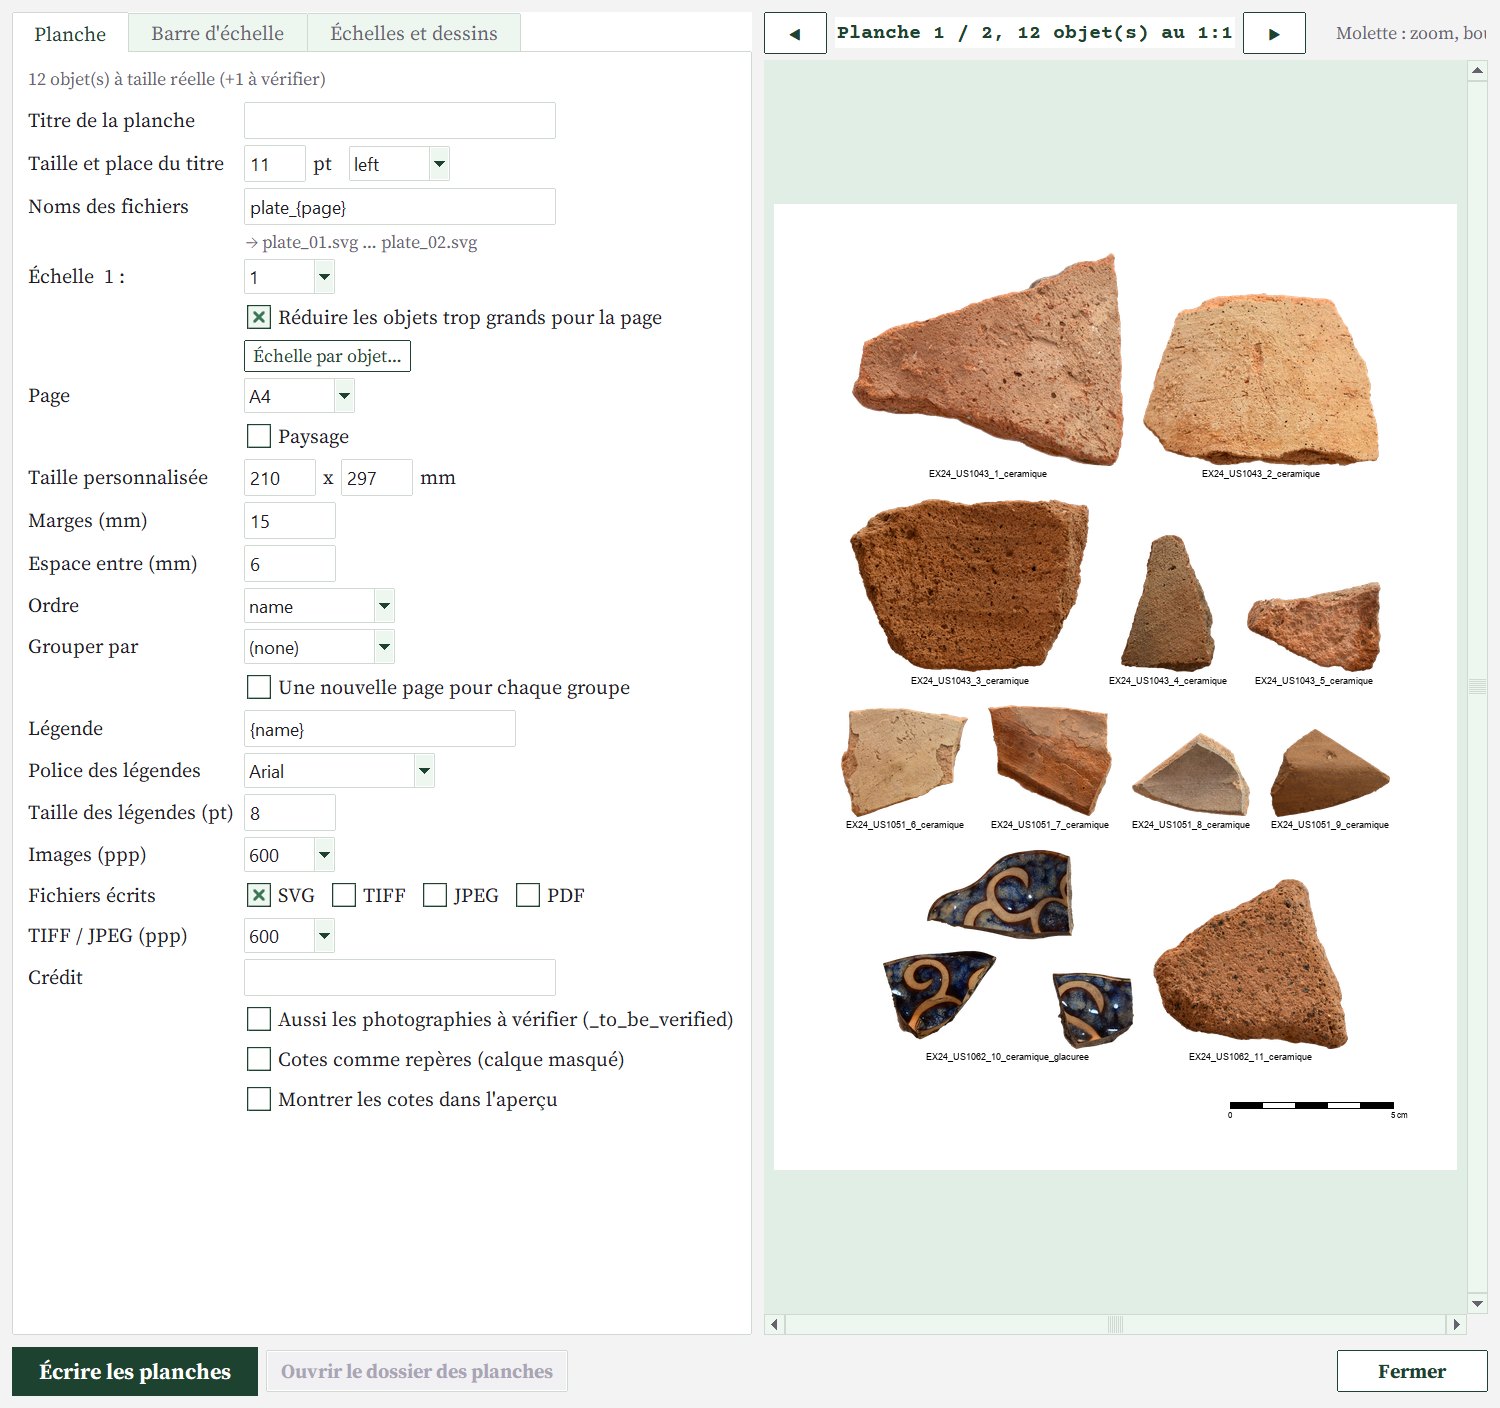 Planche
Barre d'échelle
Échelles et dessins
12 objet(s) à taille réelle (+1 à vérifier)
Titre de la planche
Taille et place du titre
11
pt
left
Noms des fichiers
plate_{page}
→ plate_01.svg ... plate_02.svg
Échelle 1 :
1
Réduire les objets trop grands pour la page
Échelle par objet...
Page
A4
Paysage
Taille personnalisée
210
x
297
mm
Marges (mm)
15
Espace entre (mm)
6
Ordre
name
Grouper par
(none)
Une nouvelle page pour chaque groupe
Légende
{name}
Police des légendes
Arial
Taille des légendes (pt)
8
Images (ppp)
600
Fichiers écrits
SVG
TIFF
JPEG
PDF
TIFF / JPEG (ppp)
600
Crédit
Aussi les photographies à vérifier (_to_be_verified)
Cotes comme repères (calque masqué)
Montrer les cotes dans l'aperçu
Écrire les planches
Ouvrir le dossier des planches
Planche 1 / 2, 12 objet(s) au 1:1
Molette : zoom, bou
EX24_US1043_1_ceramique
EX24_US1043_2_ceramique
EX24_US1043_3_ceramique
EX24_US1043_4_ceramique
EX24_US1043_5_ceramique
EX24_US1051_6_ceramique
EX24_US1051_7_ceramique
EX24_US1051_8_ceramique
EX24_US1051_9_ceramique
EX24_US1062_10_ceramique_glacuree
EX24_US1062_11_ceramique
0
5 cm
Fermer